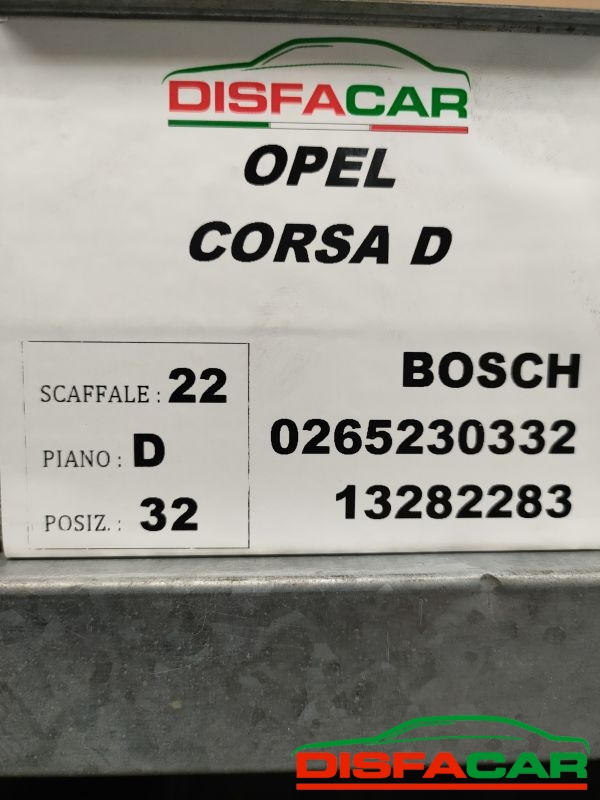 DISFACAR
OPEL
CORSA D
SCAFFALE : 22
PIANO : D
POSIZ. : 32
BOSCH
0265230332
13282283
DISFACAR